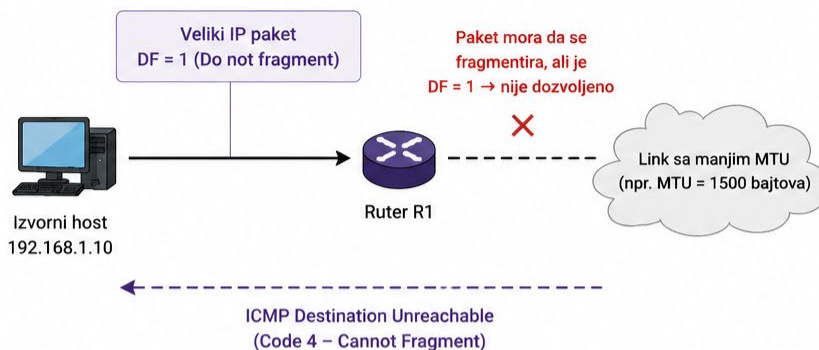 Veliki IP paket
DF = 1 (Do not fragment)
Paket mora da se
fragmentira, ali je
DF = 1 → nije dozvoljeno
Izvorni host
192.168.1.10
Ruter R1
Link sa manjim MTU
(npr. MTU = 1500 bajtova)
ICMP Destination Unreachable
(Code 4 – Cannot Fragment)